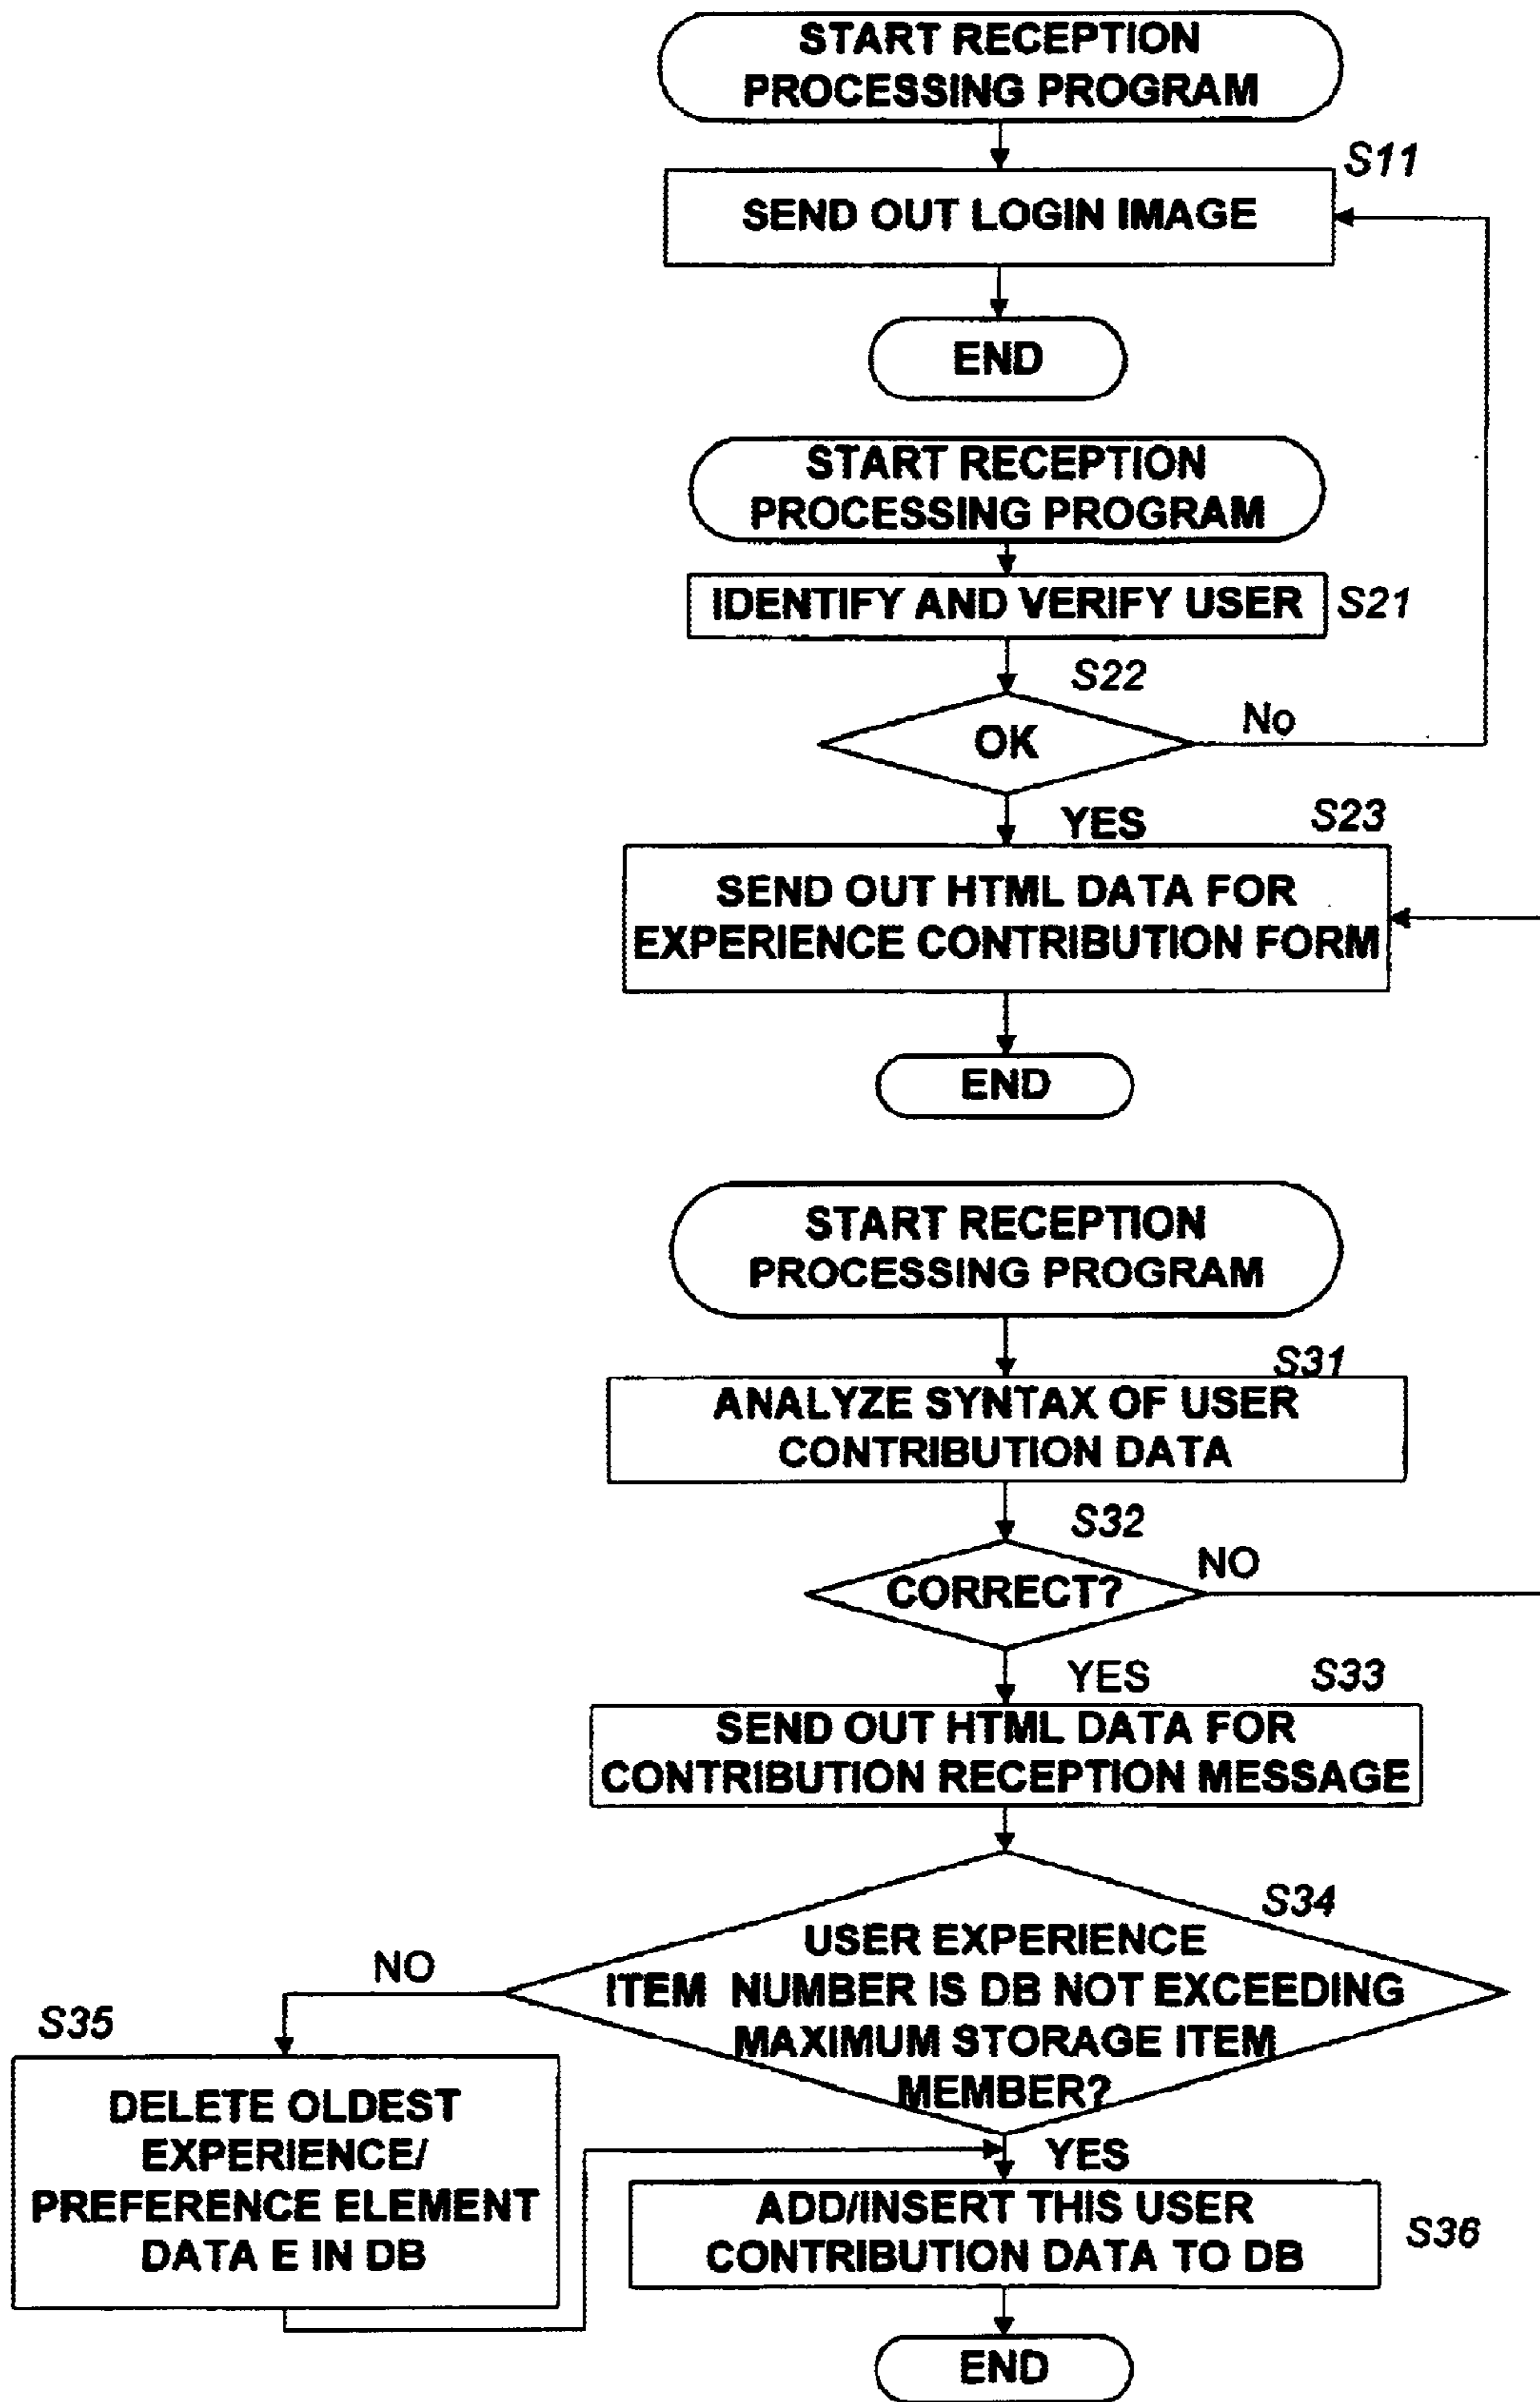 START RECEPTION
PROCESSING PROGRAM
S11
SEND OUT LOGIN IMAGE
END
START RECEPTION
PROCESSING PROGRAM
IDENTIFY AND VERIFY USER
S21
S22
OK
No
YES
S23
SEND OUT HTML DATA FOR
EXPERIENCE CONTRIBUTION FORM
END
START RECEPTION
PROCESSING PROGRAM
S31
ANALYZE SYNTAX OF USER
CONTRIBUTION DATA
S32
CORRECT?
NO
YES
S33
SEND OUT HTML DATA FOR
CONTRIBUTION RECEPTION MESSAGE
S34
USER EXPERIENCE
ITEM NUMBER IS DB NOT EXCEEDING
MAXIMUM STORAGE ITEM
MEMBER?
NO
S35
DELETE OLDEST
EXPERIENCE/
PREFERENCE ELEMENT
DATA E IN DB
YES
ADD/INSERT THIS USER
CONTRIBUTION DATA TO DB
S36
END